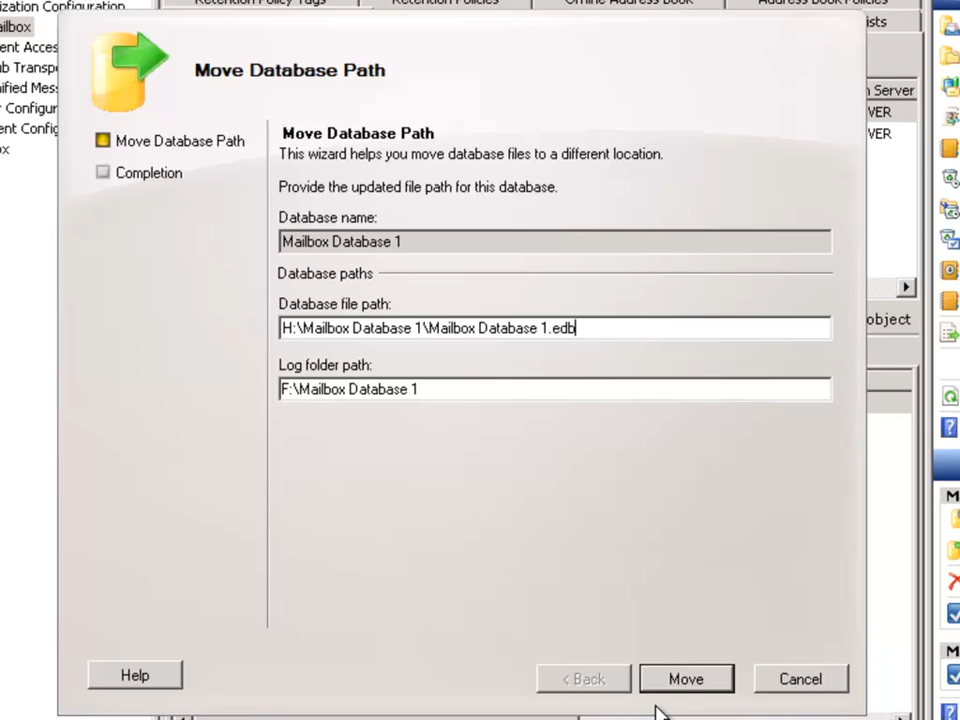 Retention Policy Tags
Retention Policies
Offline Address Book
Address Book Policies
Move Database Path
Server
Move Database Path
Completion
Move Database Path
This wizard helps you move database files to a different location.
Provide the updated file path for this database.
Database name:
Mailbox Database 1
Database paths
Database file path:
H:\Mailbox Database 1\Mailbox Database 1.edb
object
Log folder path:
F:\Mailbox Database 1
Help
< Back
Move
Cancel